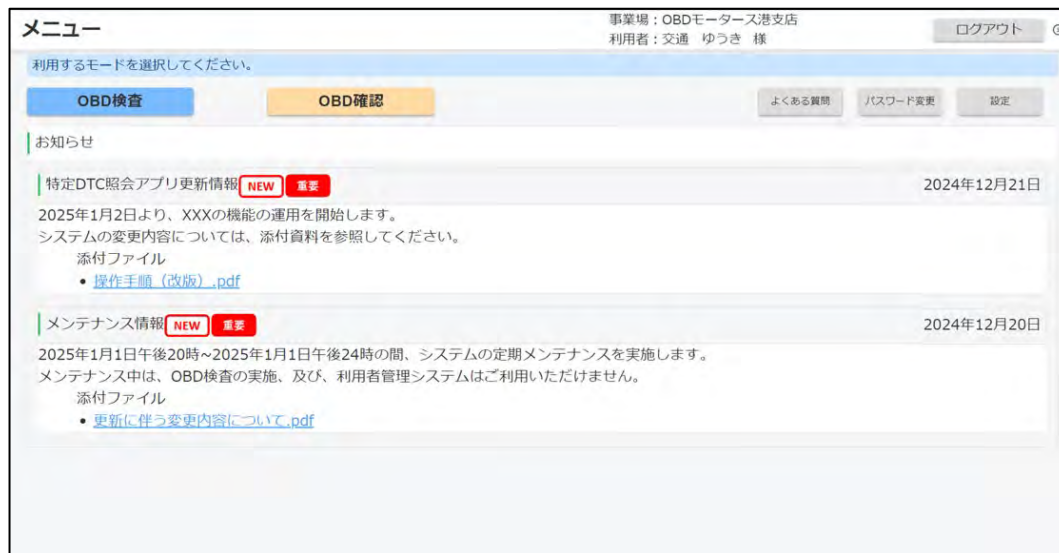 メニュー
事業場：OBDモータース港支店
利用者：交通　ゆうき　様
ログアウト
利用するモードを選択してください。
OBD検査
OBD確認
よくある質問
パスワード変更
設定
お知らせ
特定DTC照会アプリ更新情報 NEW 重要 2024年12月21日
2025年1月2日より、XXXの機能の運用を開始します。
システムの変更内容については、添付資料を参照してください。
添付ファイル
• 操作手順（改版）.pdf
メンテナンス情報 NEW 重要 2024年12月20日
2025年1月1日午後20時~2025年1月1日午後24時の間、システムの定期メンテナンスを実施します。
メンテナンス中は、OBD検査の実施、及び、利用者管理システムはご利用いただけません。
添付ファイル
• 更新に伴う変更内容について.pdf